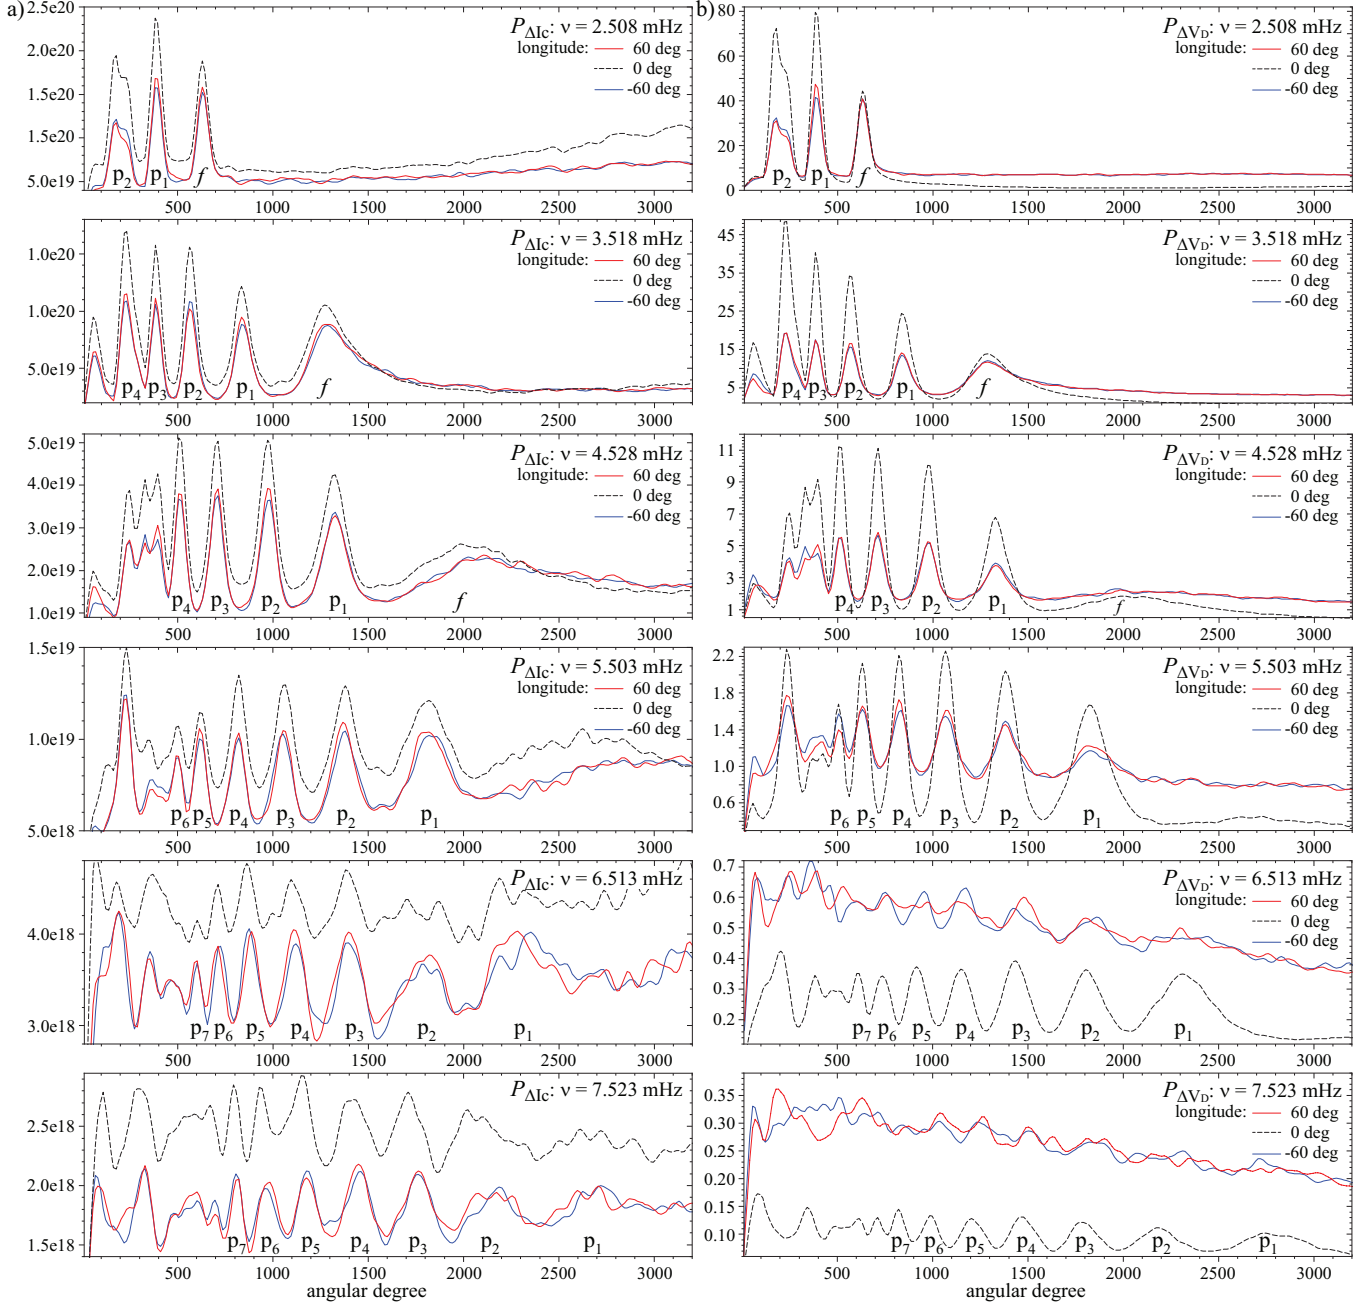 a)
P_ΔIc: ν = 2.508 mHz
longitude: 60 deg
0 deg
-60 deg
2.5e20
2.0e20
1.5e20
1.5e20
5.0e19
p2 p1 f
500 1000 1500 2000 2500 3000
P_ΔIc: ν = 3.518 mHz
longitude: 60 deg
0 deg
-60 deg
1.0e20
1.0e20
5.0e19
p4 p3 p2 p1 f
500 1000 1500 2000 2500 3000
P_ΔIc: ν = 4.528 mHz
longitude: 60 deg
0 deg
-60 deg
5.0e19
4.0e19
3.0e19
2.0e19
1.0e19
p4 p3 p2 p1 f
500 1000 1500 2000 2500 3000
P_ΔIc: ν = 5.503 mHz
longitude: 60 deg
0 deg
-60 deg
1.5e19
1.0e19
5.0e18
p6 p5 p4 p3 p2 p1
500 1000 1500 2000 2500 3000
P_ΔIc: ν = 6.513 mHz
longitude: 60 deg
0 deg
-60 deg
4.0e18
3.0e18
p7 p6 p5 p4 p3 p2 p1
500 1000 1500 2000 2500 3000
P_ΔIc: ν = 7.523 mHz
longitude: 60 deg
0 deg
-60 deg
2.5e18
2.0e18
1.5e18
p7 p6 p5 p4 p3 p2 p1
500 1000 1500 2000 2500 3000
angular degree
b)
P_ΔVD: ν = 2.508 mHz
longitude: 60 deg
0 deg
-60 deg
80
60
40
20
0
p2 p1 f
500 1000 1500 2000 2500 3000
P_ΔVD: ν = 3.518 mHz
longitude: 60 deg
0 deg
-60 deg
45
35
25
15
5
p4 p3 p2 p1 f
500 1000 1500 2000 2500 3000
P_ΔVD: ν = 4.528 mHz
longitude: 60 deg
0 deg
-60 deg
11
9
7
5
3
1
p4 p3 p2 p1 f
500 1000 1500 2000 2500 3000
P_ΔVD: ν = 5.503 mHz
longitude: 60 deg
0 deg
-60 deg
2.2
1.8
1.4
1.0
0.6
p6 p5 p4 p3 p2 p1
500 1000 1500 2000 2500 3000
P_ΔVD: ν = 6.513 mHz
longitude: 60 deg
0 deg
-60 deg
0.7
0.6
0.5
0.4
0.3
0.2
p7 p6 p5 p4 p3 p2 p1
500 1000 1500 2000 2500 3000
P_ΔVD: ν = 7.523 mHz
longitude: 60 deg
0 deg
-60 deg
0.35
0.30
0.25
0.20
0.15
0.10
p7 p6 p5 p4 p3 p2 p1
500 1000 1500 2000 2500 3000
angular degree